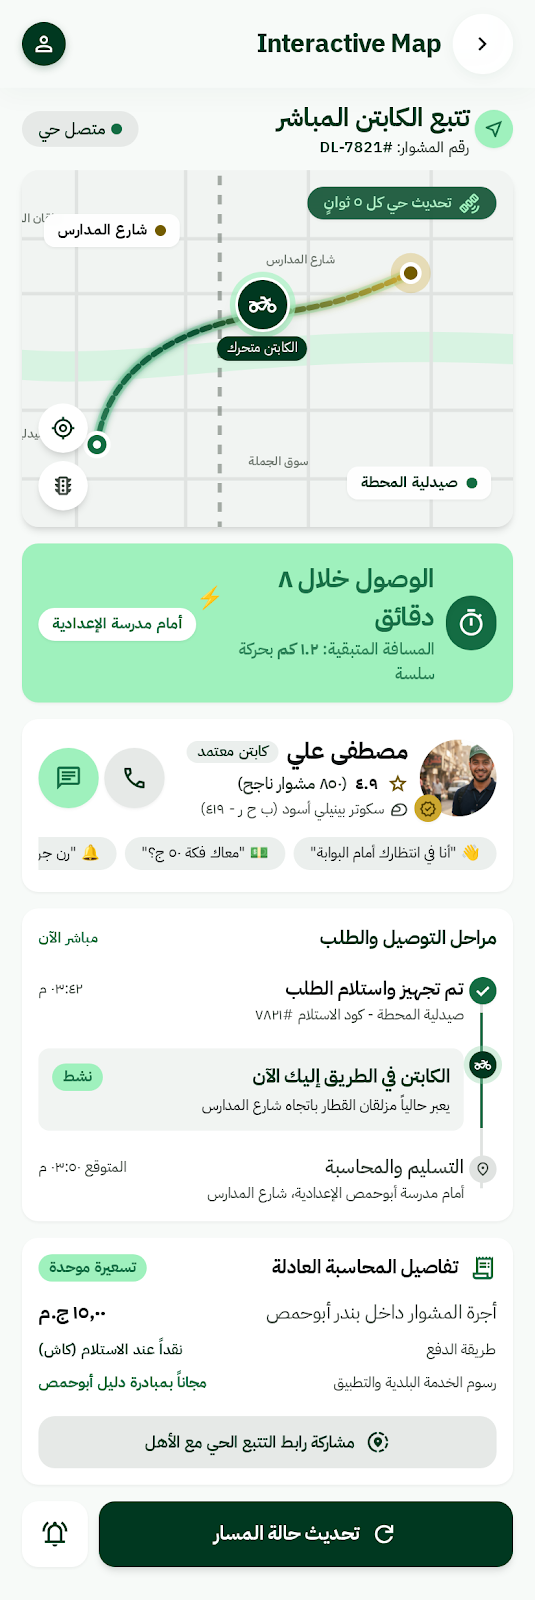 Interactive Map
تتبع الكابتن المباشر
رقم المشوار: #DL-7821
متصل حي
تحديث حي كل ٥ ثوانٍ
شارع المدارس
شارع المدارس
الكابتن متحرك
سوق الجملة
صيدلية المحطة
الوصول خلال ٨
دقائق
⚡
المسافة المتبقية: ١.٢ كم بحركة
سلسة
أمام مدرسة الإعدادية
مصطفى علي
كابتن معتمد
٤.٩ (٨٥٠ مشوار ناجح)
سكوتر بينيلي أسود (ب ح ر - ٤١٩)
👋 "أنا في انتظارك أمام البوابة"
💵 "معاك فكة ٥٠ ج؟"
🔔 "رن جر
مراحل التوصيل والطلب
مباشر الآن
تم تجهيز واستلام الطلب
٠٣:٤٢ م
صيدلية المحطة - كود الاستلام #٧٨٢١
الكابتن في الطريق إليك الآن
نشط
يعبر حالياً مزلقان القطار باتجاه شارع المدارس
التسليم والمحاسبة
المتوقع ٠٣:٥٠ م
أمام مدرسة أبوحمص الإعدادية، شارع المدارس
تفاصيل المحاسبة العادلة
تسعيرة موحدة
أجرة المشوار داخل بندر أبوحمص
١٥,٠٠ ج.م
طريقة الدفع
نقداً عند الاستلام (كاش)
رسوم الخدمة البلدية والتطبيق
مجاناً بمبادرة دليل أبوحمص
مشاركة رابط التتبع الحي مع الأهل
تحديث حالة المسار